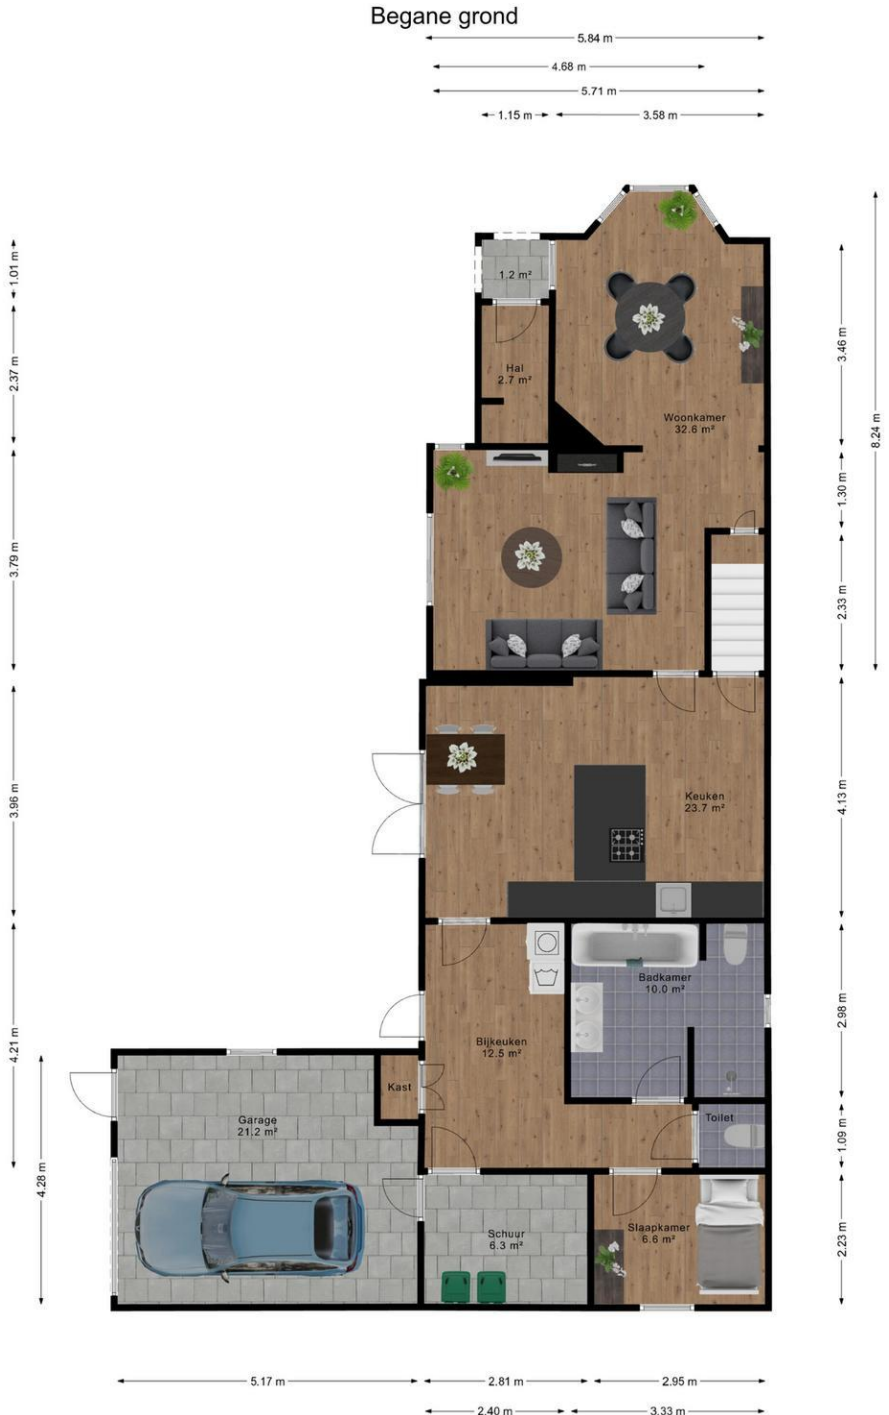 Begane grond
5.84 m
4.68 m
5.71 m
1.15 m
3.58 m
1.01 m
2.37 m
3.79 m
3.96 m
4.21 m
4.28 m
3.46 m
8.24 m
1.30 m
2.33 m
4.13 m
2.98 m
1.09 m
2.23 m
1.2 m²
Hal
2.7 m²
Woonkamer
32.6 m²
Keuken
23.7 m²
Badkamer
10.0 m²
Bijkeuken
12.5 m²
Kast
Garage
21.2 m²
Toilet
Schuur
6.3 m²
Slaapkamer
6.6 m²
5.17 m
2.81 m
2.95 m
2.40 m
3.33 m